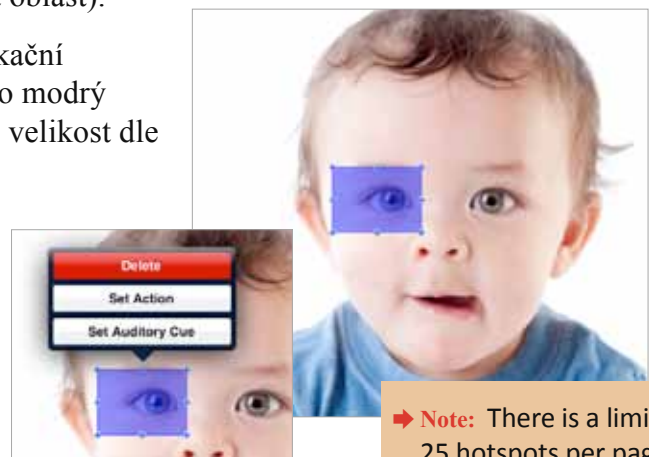 oblast).
kační
o modrý
velikost dle
Delete
Set Action
Set Auditory Cue
Note: There is a limi
25 hotspots per pag